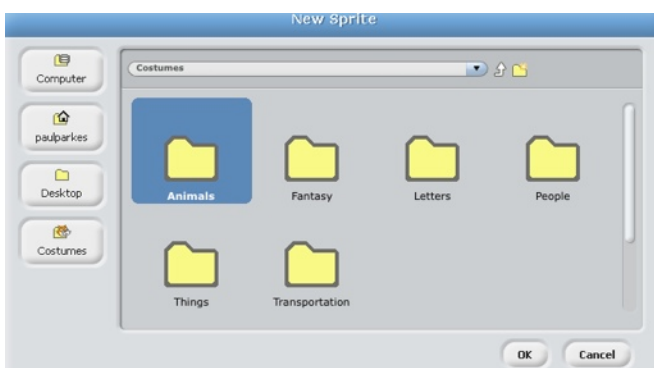 New Sprite
Computer
paulparkes
Desktop
Costumes
Costumes
Animals
Fantasy
Letters
People
Things
Transportation
OK
Cancel